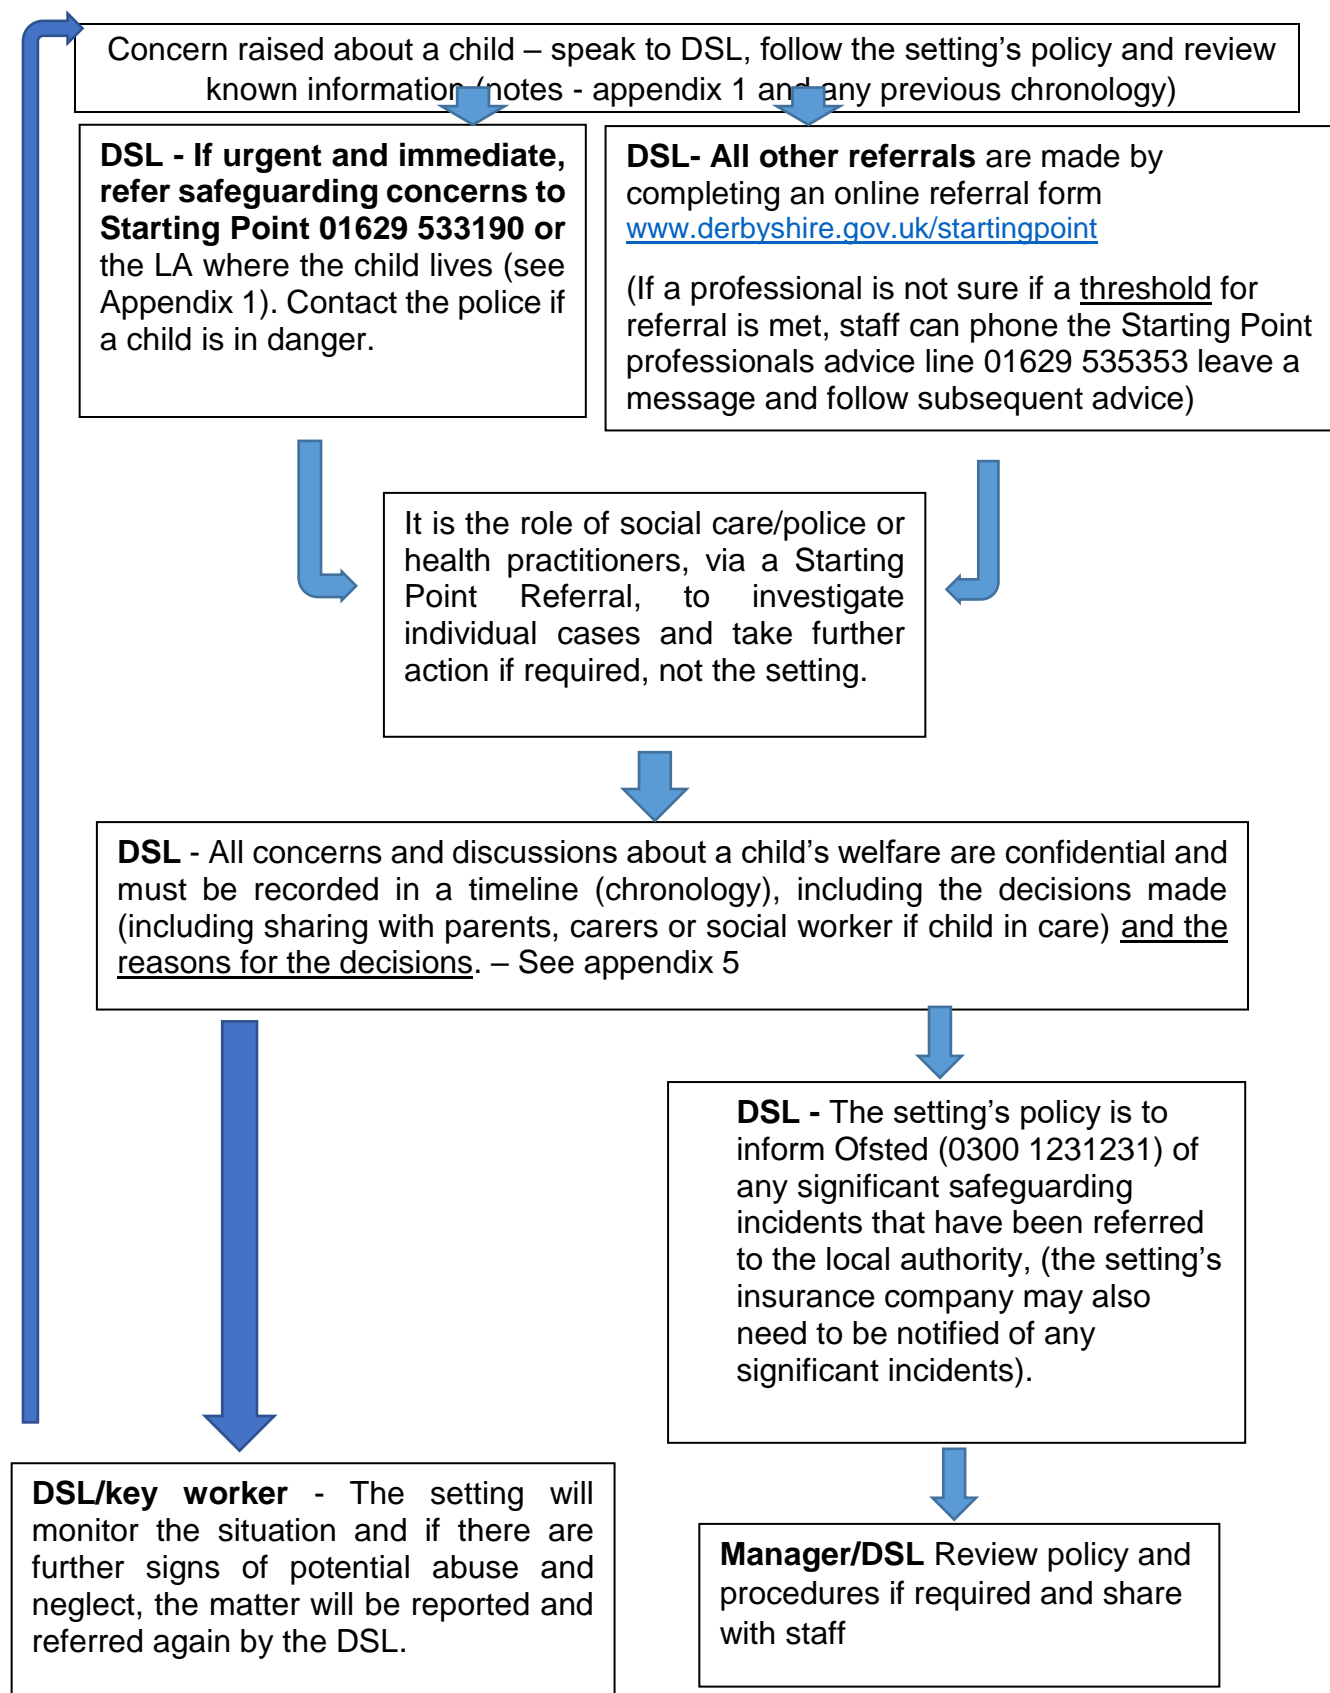 Concern raised about a child – speak to DSL, follow the setting's policy and review
known information (notes - appendix 1 and any previous chronology)
DSL - If urgent and immediate,
refer safeguarding concerns to
Starting Point 01629 533190 or
the LA where the child lives (see
Appendix 1). Contact the police if
a child is in danger.
DSL- All other referrals are made by
completing an online referral form
www.derbyshire.gov.uk/startingpoint
(If a professional is not sure if a threshold for
referral is met, staff can phone the Starting Point
professionals advice line 01629 535353 leave a
message and follow subsequent advice)
It is the role of social care/police or
health practitioners, via a Starting
Point Referral, to investigate
individual cases and take further
action if required, not the setting.
DSL - All concerns and discussions about a child's welfare are confidential and
must be recorded in a timeline (chronology), including the decisions made
(including sharing with parents, carers or social worker if child in care) and the
reasons for the decisions. – See appendix 5
DSL - The setting's policy is to
inform Ofsted (0300 1231231) of
any significant safeguarding
incidents that have been referred
to the local authority, (the setting's
insurance company may also
need to be notified of any
significant incidents).
DSL/key worker - The setting will
monitor the situation and if there are
further signs of potential abuse and
neglect, the matter will be reported and
referred again by the DSL.
Manager/DSL Review policy and
procedures if required and share
with staff